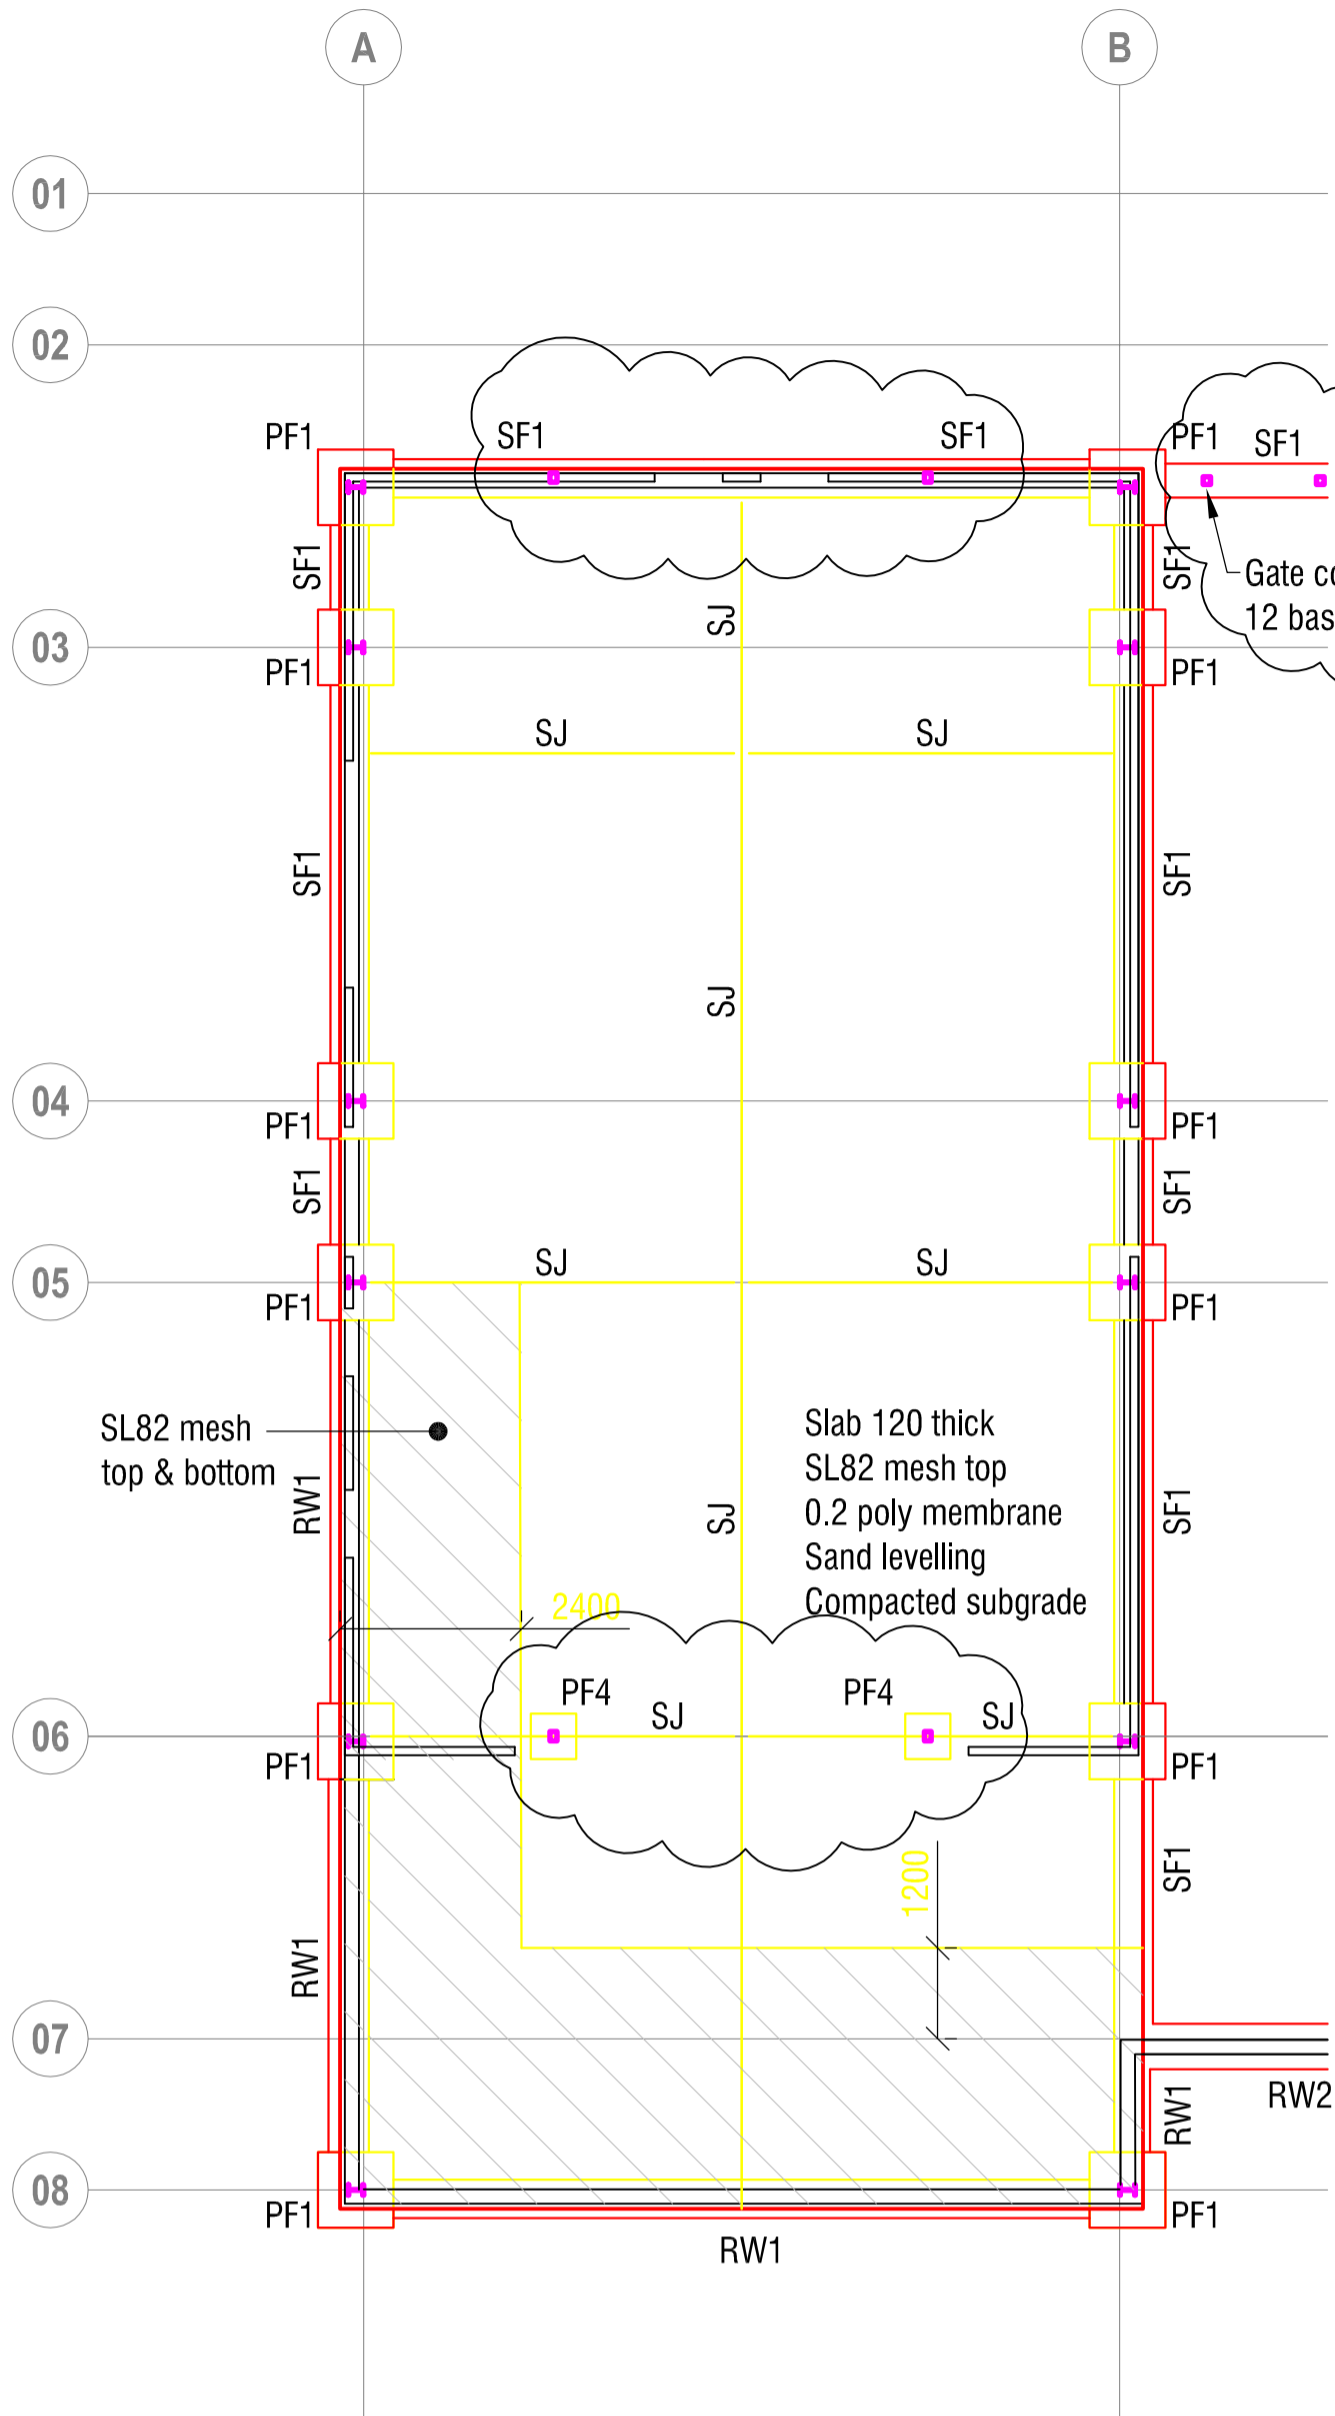 A
B
01
02
PF1
SF1
SF1
PF1
SF1
SF1
SF1
Gate co
12 bas
SJ
03
PF1
PF1
SJ
SJ
SF1
SF1
SJ
04
PF1
PF1
SF1
SF1
SJ
SJ
05
PF1
PF1
SL82 mesh
top & bottom
RW1
SJ
Slab 120 thick
SL82 mesh top
0.2 poly membrane
Sand levelling
Compacted subgrade
SF1
2400
PF4
PF4
SJ
SJ
06
PF1
PF1
1200
SF1
RW1
07
RW1
RW2
08
PF1
PF1
RW1